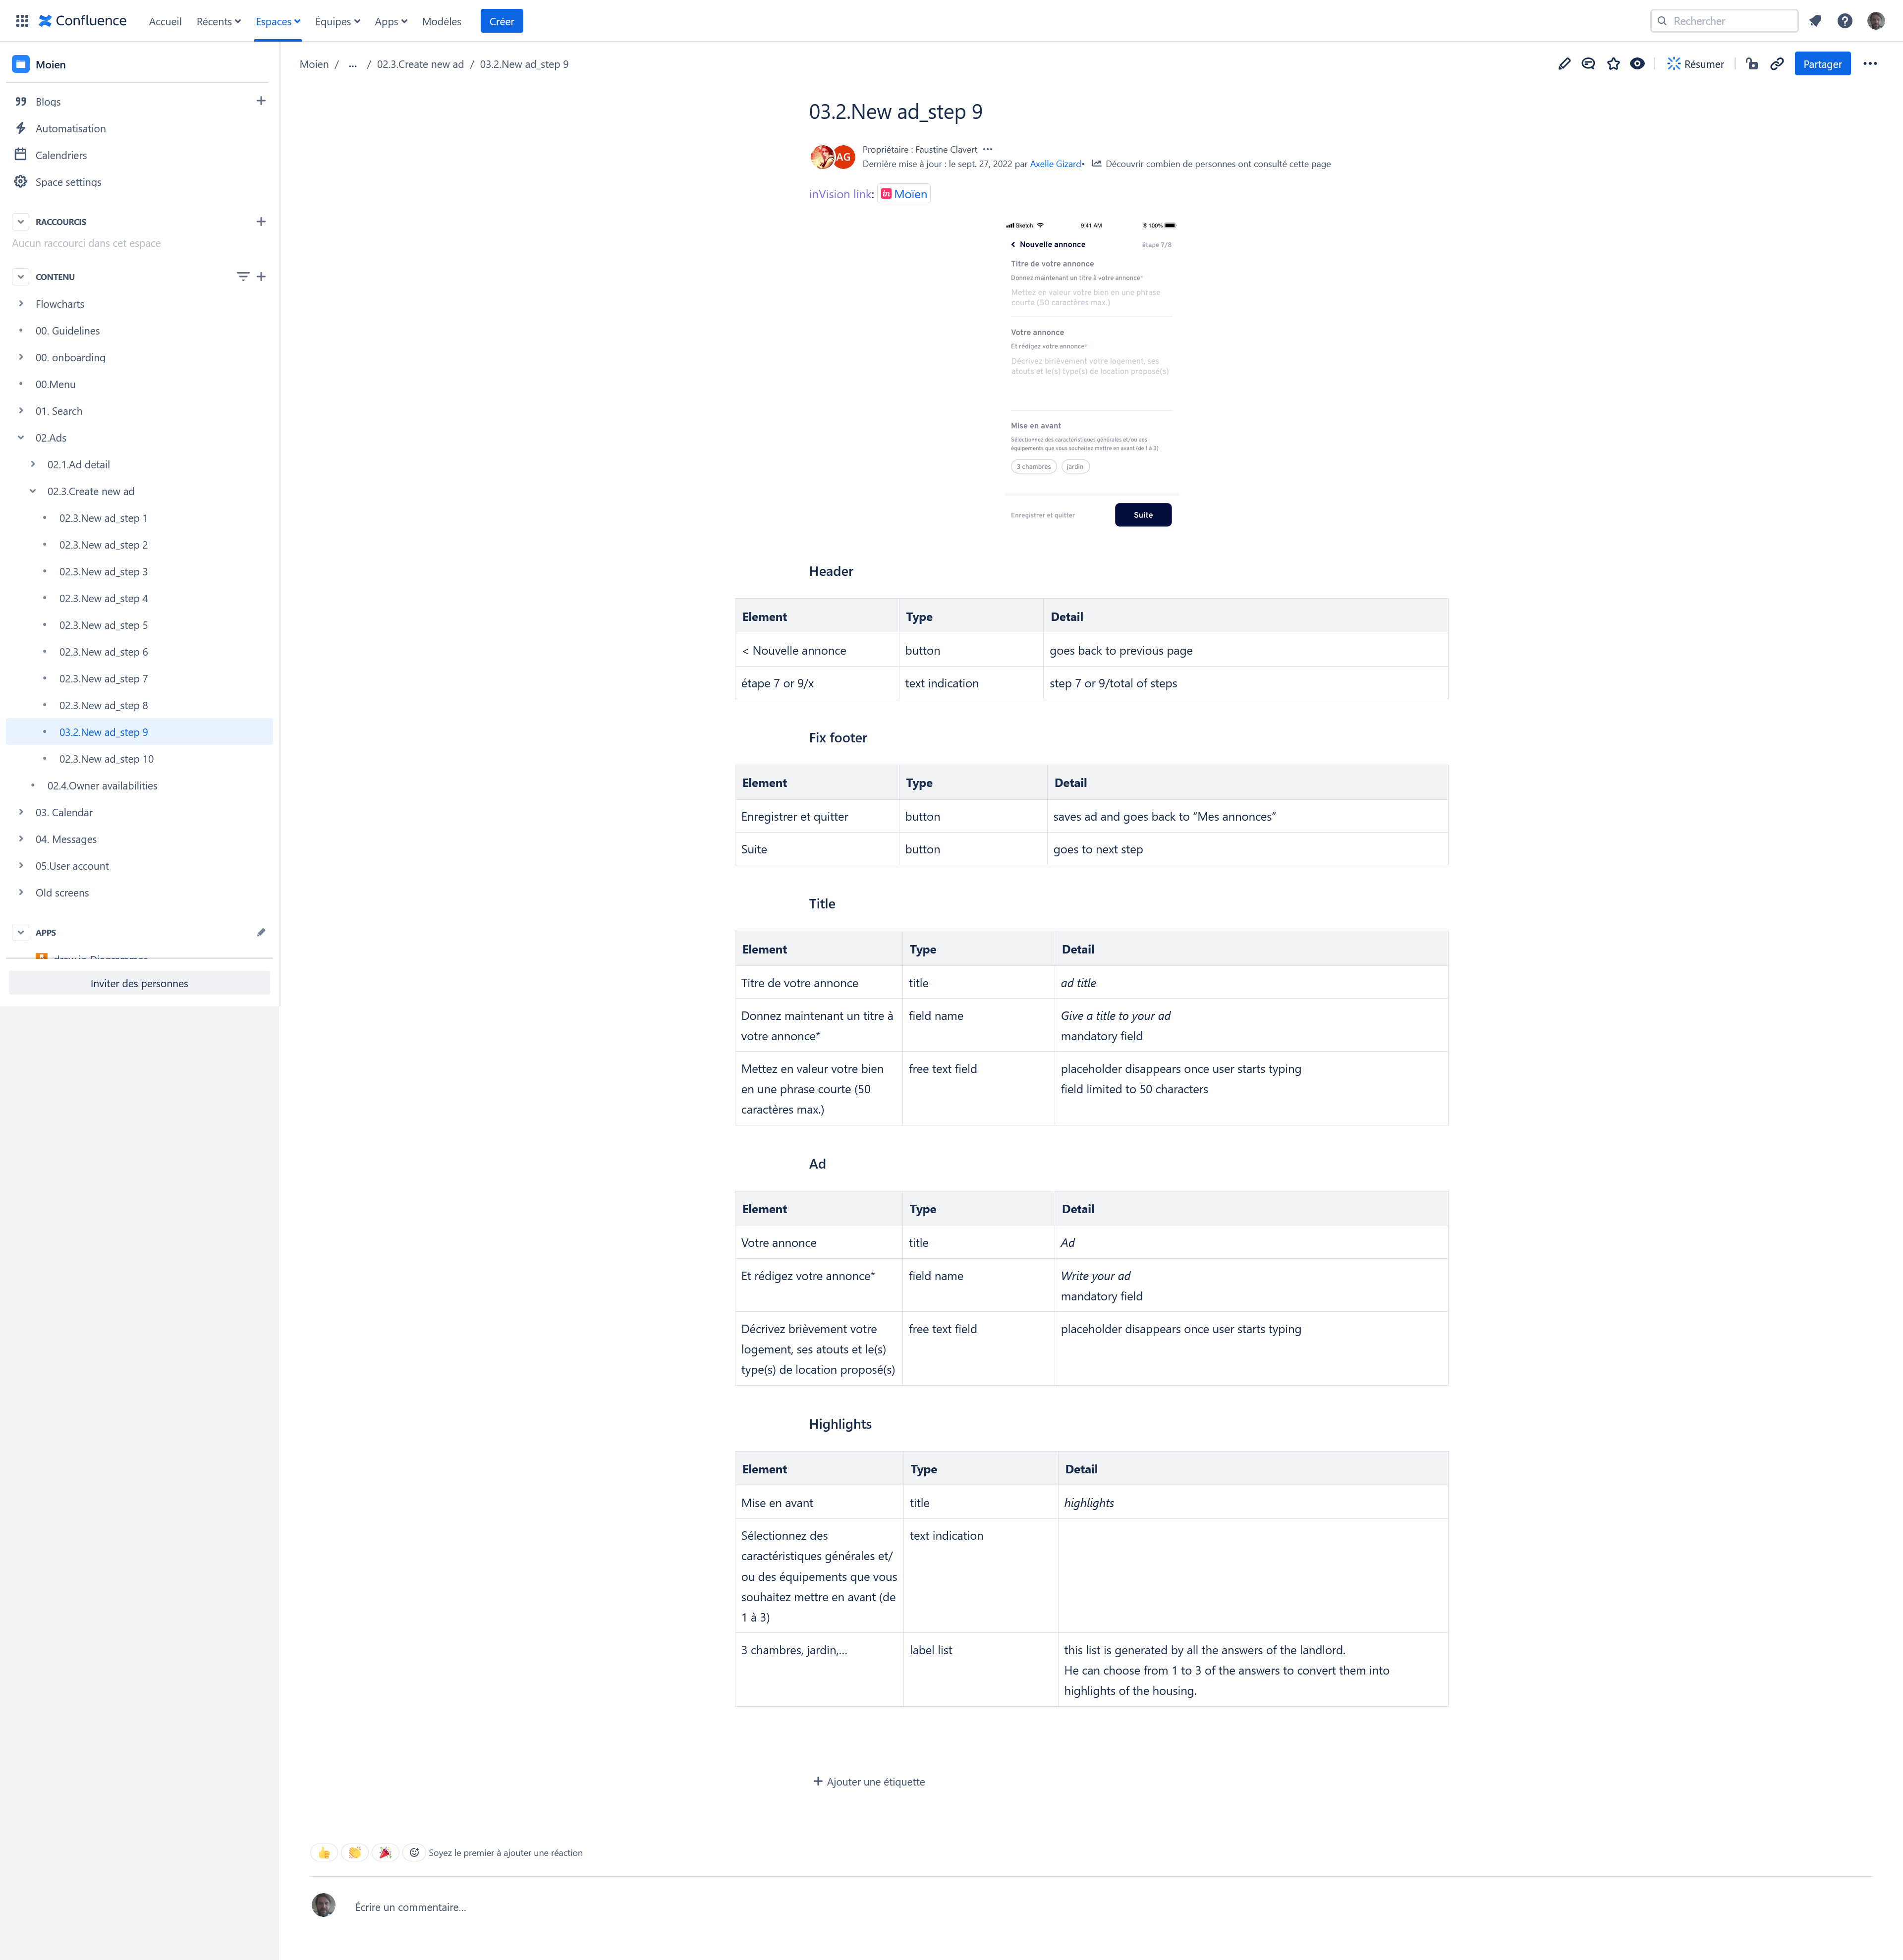 Confluence
Accueil Récents Espaces Équipes Apps Modèles Créer
Rechercher
Moien
Blogs
Automatisation
Calendriers
Space settings
RACCOURCIS
Aucun raccourci dans cet espace
CONTENU
Flowcharts
00. Guidelines
00. onboarding
00.Menu
01. Search
02.Ads
02.1.Ad detail
02.3.Create new ad
02.3.New ad_step 1
02.3.New ad_step 2
02.3.New ad_step 3
02.3.New ad_step 4
02.3.New ad_step 5
02.3.New ad_step 6
02.3.New ad_step 7
02.3.New ad_step 8
03.2.New ad_step 9
02.3.New ad_step 10
02.4.Owner availabilities
03. Calendar
04. Messages
05.User account
Old screens
APPS
Inviter des personnes
Moien / ... / 02.3.Create new ad / 03.2.New ad_step 9
Résumer
Partager
03.2.New ad_step 9
AG
Propriétaire : Faustine Clavert
Dernière mise à jour : le sept. 27, 2022 par Axelle Gizard• Découvrir combien de personnes ont consulté cette page
inVision link: in Moïen
Sketch 9:41 AM 100%
Nouvelle annonce étape 7/8
Titre de votre annonce
Donnez maintenant un titre à votre annonce*
Mettez en valeur votre bien en une phrase
courte (50 caractères max.)
Votre annonce
Et rédigez votre annonce*
Décrivez birièvement votre logement, ses
atouts et le(s) type(s) de location proposé(s)
Mise en avant
Sélectionnez des caractéristiques générales et/ou des
équipements que vous souhaitez mettre en avant (de 1 à 3)
3 chambres jardin
Enregistrer et quitter Suite
Header
Element Type Detail
< Nouvelle annonce button goes back to previous page
étape 7 or 9/x text indication step 7 or 9/total of steps
Fix footer
Element Type Detail
Enregistrer et quitter button saves ad and goes back to “Mes annonces”
Suite button goes to next step
Title
Element Type Detail
Titre de votre annonce title ad title
Donnez maintenant un titre à field name Give a title to your ad
votre annonce* mandatory field
Mettez en valeur votre bien free text field placeholder disappears once user starts typing
en une phrase courte (50 field limited to 50 characters
caractères max.)
Ad
Element Type Detail
Votre annonce title Ad
Et rédigez votre annonce* field name Write your ad
mandatory field
Décrivez brièvement votre free text field placeholder disappears once user starts typing
logement, ses atouts et le(s)
type(s) de location proposé(s)
Highlights
Element Type Detail
Mise en avant title highlights
Sélectionnez des text indication
caractéristiques générales et/
ou des équipements que vous
souhaitez mettre en avant (de
1 à 3)
3 chambres, jardin,... label list this list is generated by all the answers of the landlord.
He can choose from 1 to 3 of the answers to convert them into
highlights of the housing.
Ajouter une étiquette
Soyez le premier à ajouter une réaction
Écrire un commentaire...